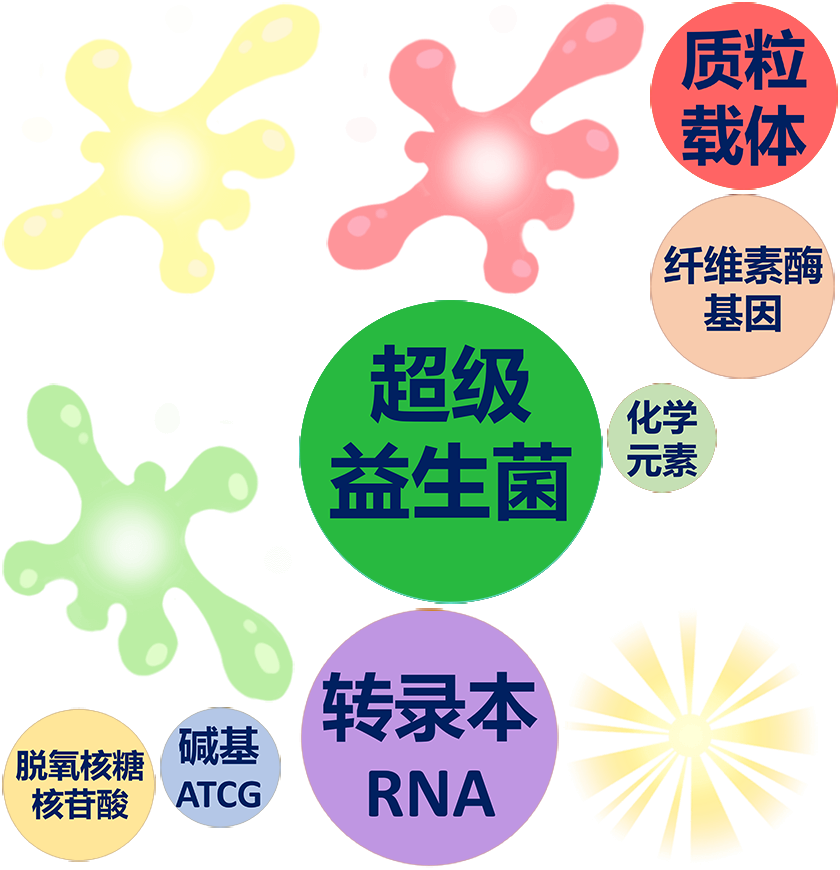 质粒
载体
纤维素酶
基因
超级
益生菌
化学
元素
转录本
RNA
脱氧核糖
核苷酸
碱基
ATCG